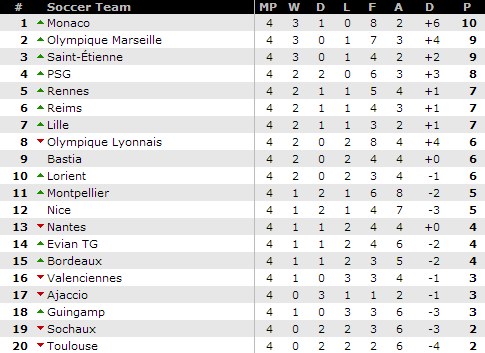 # Soccer Team MP W D L F A D P
1 Monaco 4 3 1 0 8 2 +6 10
2 Olympique Marseille 4 3 0 1 7 3 +4 9
3 Saint-Étienne 4 3 0 1 4 2 +2 9
4 PSG 4 2 2 0 6 3 +3 8
5 Rennes 4 2 1 1 5 4 +1 7
6 Reims 4 2 1 1 4 3 +1 7
7 Lille 4 2 1 1 3 2 +1 7
8 Olympique Lyonnais 4 2 0 2 8 4 +4 6
9 Bastia 4 2 0 2 4 4 +0 6
10 Lorient 4 2 0 2 3 4 -1 6
11 Montpellier 4 1 2 1 6 8 -2 5
12 Nice 4 1 2 1 4 7 -3 5
13 Nantes 4 1 1 2 4 4 +0 4
14 Evian TG 4 1 1 2 4 6 -2 4
15 Bordeaux 4 1 1 2 3 5 -2 4
16 Valenciennes 4 1 0 3 3 4 -1 3
17 Ajaccio 4 0 3 1 1 2 -1 3
18 Guingamp 4 1 0 3 3 6 -3 3
19 Sochaux 4 0 2 2 3 6 -3 2
20 Toulouse 4 0 2 2 2 6 -4 2